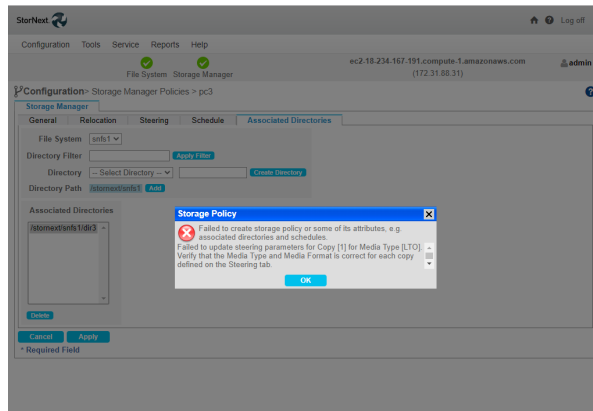 StorNext
Log off
Configuration Tools Service Reports Help
File System Storage Manager
ec2-18-234-167-191.compute-1.amazonaws.com
(172.31.88.31)
admin
Configuration> Storage Manager Policies > pc3
Storage Manager
General Relocation Steering Schedule Associated Directories
File System snfs1
Directory Filter Apply Filter
Directory -- Select Directory -- Create Directory
Directory Path /stornext/snfs1 Add
Associated Directories
/stornext/snfs1/dir3
Delete
Storage Policy
Failed to create storage policy or some of its attributes, e.g.
associated directories and schedules.
Failed to update steering parameters for Copy [1] for Media Type [LTO].
Verify that the Media Type and Media Format is correct for each copy
defined on the Steering tab.
OK
Cancel Apply
* Required Field